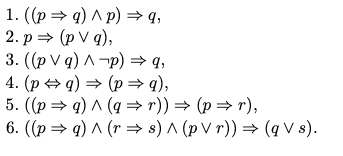 1. ((p ⇒ q) ∧ p) ⇒ q,
2. p ⇒ (p ∨ q),
3. ((p ∨ q) ∧ ¬p) ⇒ q,
4. (p ⇔ q) ⇒ (p ⇒ q),
5. ((p ⇒ q) ∧ (q ⇒ r)) ⇒ (p ⇒ r),
6. ((p ⇒ q) ∧ (r ⇒ s) ∧ (p ∨ r)) ⇒ (q ∨ s).